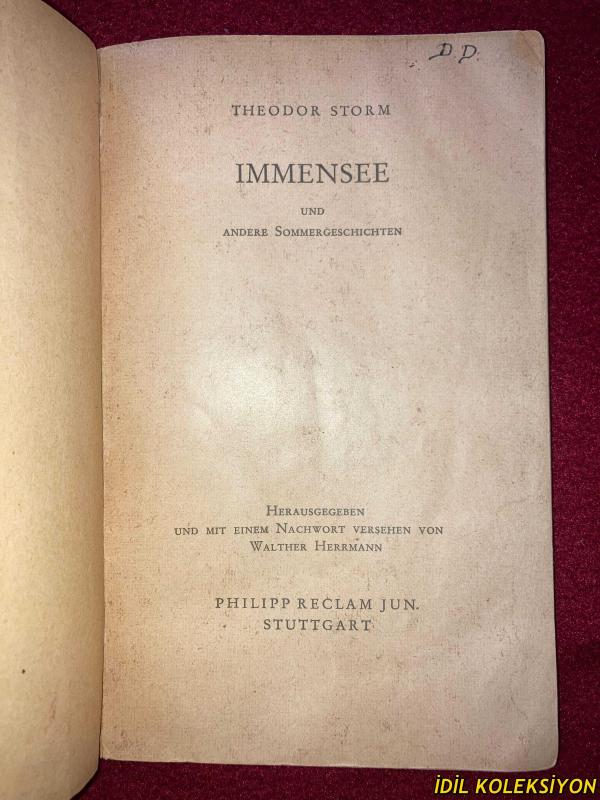 D. D.
THEODOR STORM
IMMENSEE
UND
ANDERE SOMMERGESCHICHTEN
HERAUSGEGEBEN
UND MIT EINEM NACHWORT VERSEHEN VON
WALTHER HERRMANN
PHILIPP RECLAM JUN.
STUTTGART
İDİL KOLEKSİYON